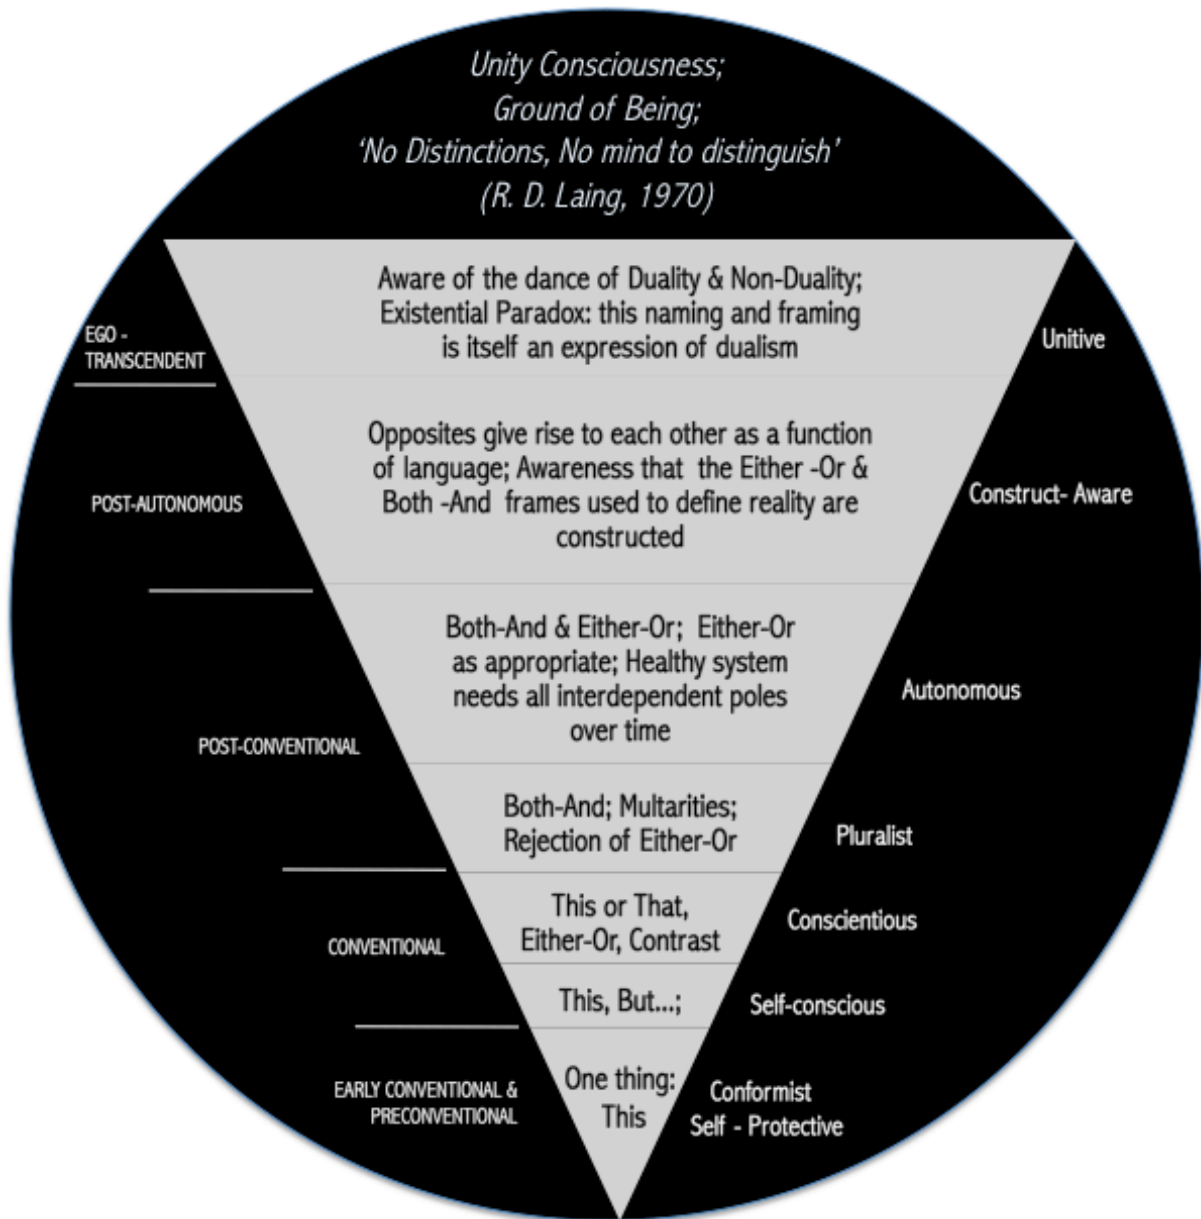 Unity Consciousness;
Ground of Being;
‘No Distinctions, No mind to distinguish’
(R. D. Laing, 1970)
Aware of the dance of Duality & Non-Duality;
Existential Paradox: this naming and framing
is itself an expression of dualism
EGO -
TRANSCENDENT
Unitive
Opposites give rise to each other as a function
of language; Awareness that the Either -Or &
Both -And frames used to define reality are
constructed
POST-AUTONOMOUS
Construct- Aware
Both-And & Either-Or; Either-Or
as appropriate; Healthy system
needs all interdependent poles
over time
Autonomous
POST-CONVENTIONAL
Both-And; Multarities;
Rejection of Either-Or
Pluralist
This or That,
Either-Or, Contrast
Conscientious
CONVENTIONAL
This, But...;
Self-conscious
EARLY CONVENTIONAL &
PRECONVENTIONAL
One thing:
This
Conformist
Self - Protective